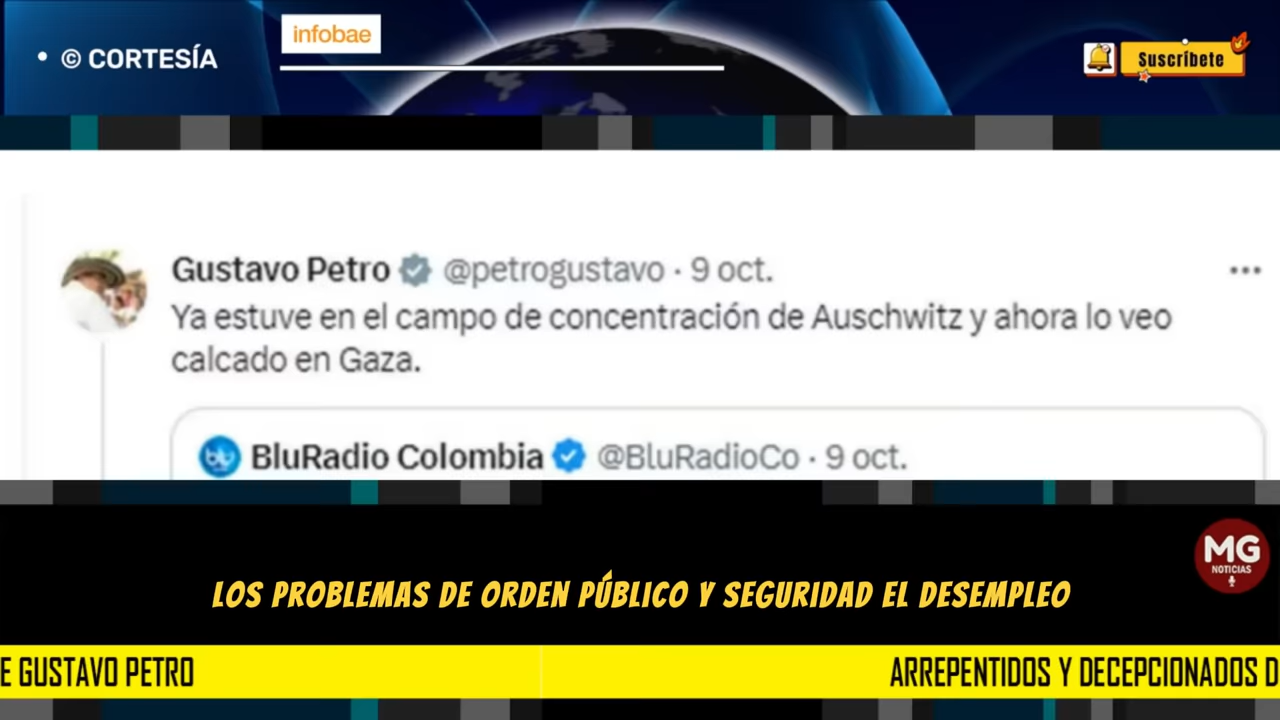 • © CORTESÍA
infobae
Suscríbete
Gustavo Petro @petrogustavo · 9 oct.
Ya estuve en el campo de concentración de Auschwitz y ahora lo veo
calcado en Gaza.
blu
BluRadio Colombia @BluRadioCo · 9 oct.
MG
NOTICIAS
LOS PROBLEMAS DE ORDEN PÚBLICO Y SEGURIDAD EL DESEMPLEO
E GUSTAVO PETRO
ARREPENTIDOS Y DECEPCIONADOS D